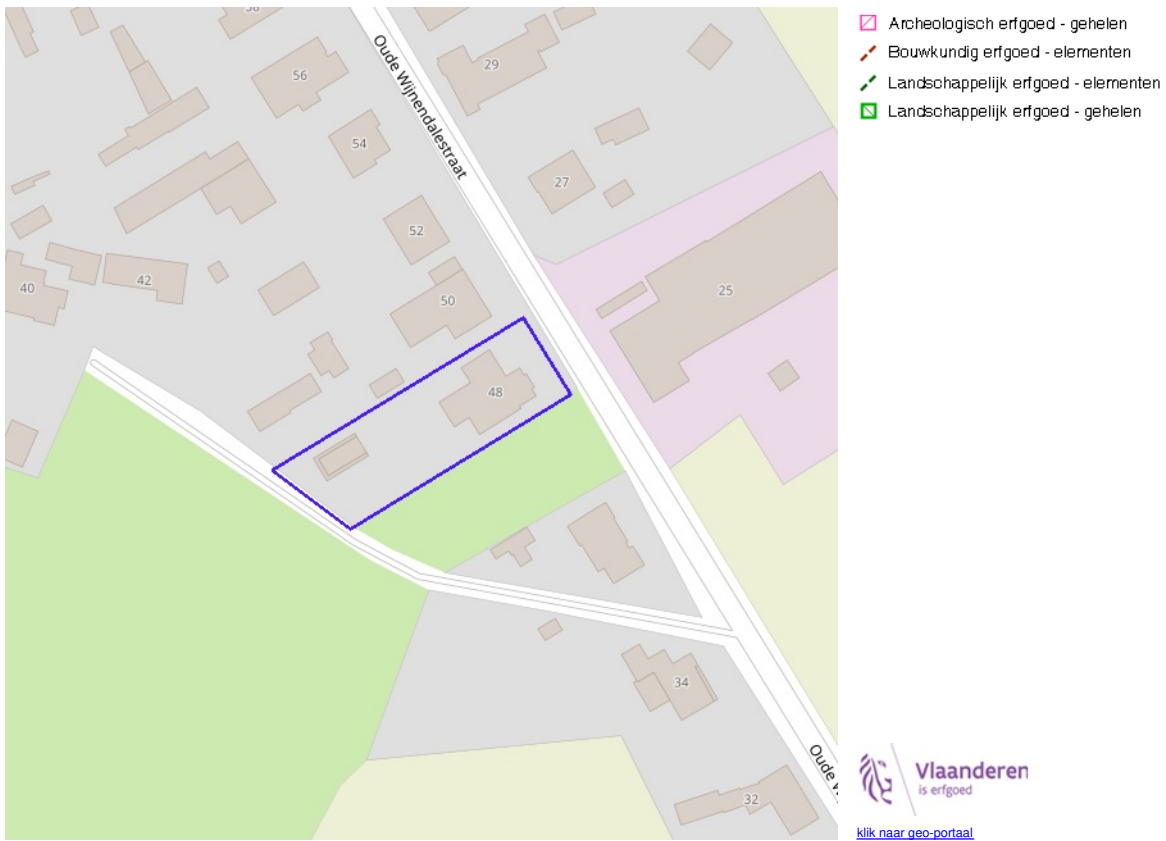 58
56
Oude Wijnendalestraat
29
54
27
52
40
42
50
25
48
34
32
Archeologisch erfgoed - gehelen
Bouwkundig erfgoed - elementen
Landschappelijk erfgoed - elementen
Landschappelijk erfgoed - gehelen
Vlaanderen
is erfgoed
klik naar geo-portaal